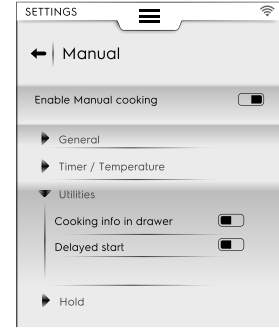 SETTINGS
Manual
Enable Manual cooking
General
Timer / Temperature
Utilities
Cooking info in drawer
Delayed start
Hold